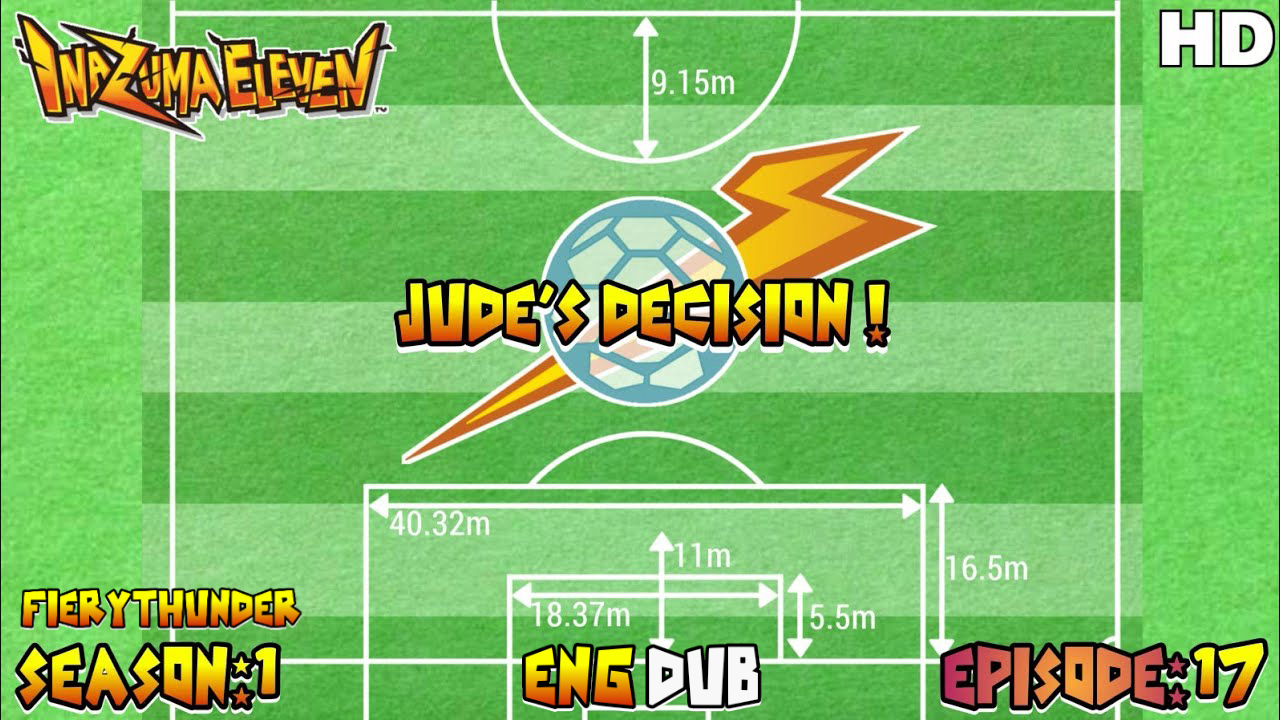 INAZUMA ELEVEN TM
HD
9.15m
JUDE'S DECISION !
40.32m
11m
16.5m
18.37m
5.5m
FIERYTHUNDER
SEASON:1
ENG DUB
EPISODE:17